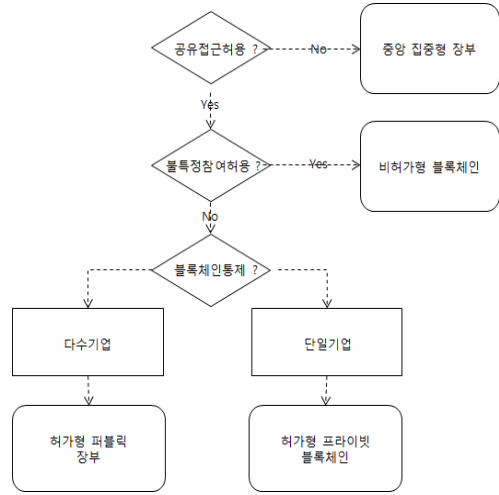 공유접근허용 ?
No
중앙 집중형 장부
Yes
불특정참여허용 ?
Yes
비허가형 블록체인
No
블록체인통제 ?
다수기업
단일기업
허가형 퍼블릭
장부
허가형 프라이빗
블록체인